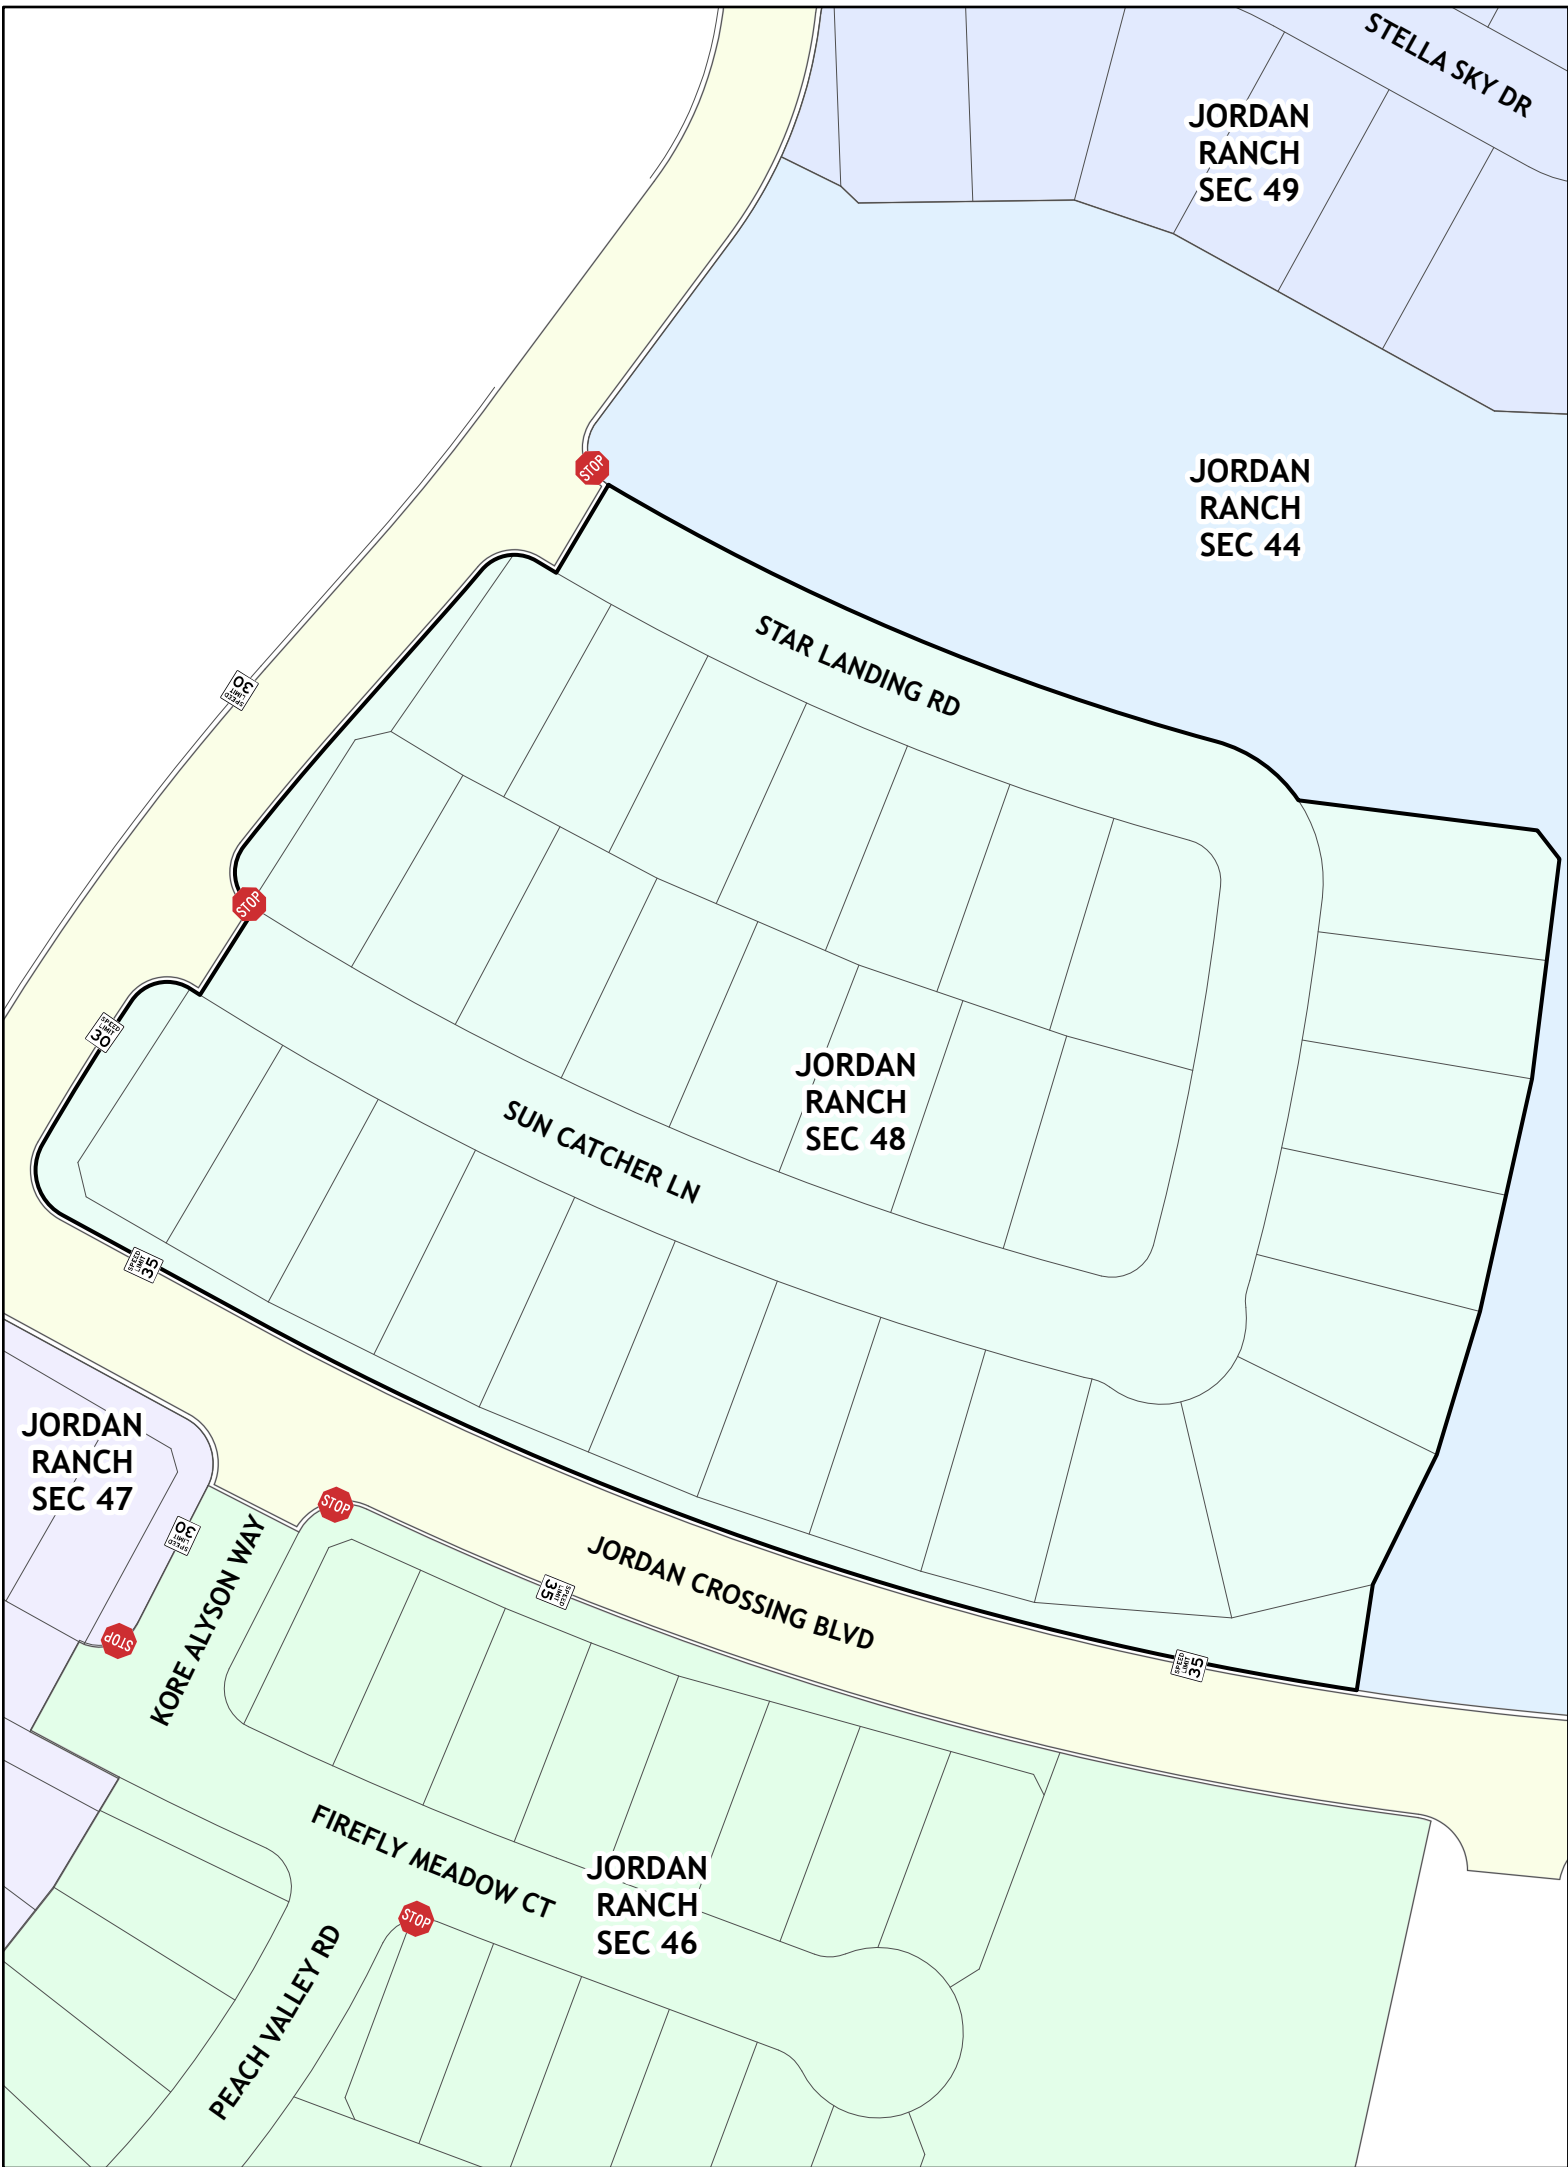 STELLA SKY DR
JORDAN
RANCH
SEC 49
JORDAN
RANCH
SEC 44
STOP
STAR LANDING RD
SPEED
LIMIT
30
STOP
SPEED
LIMIT
30
JORDAN
RANCH
SEC 48
SUN CATCHER LN
SPEED
LIMIT
35
JORDAN
RANCH
SEC 47
STOP
SPEED
LIMIT
30
KORE ALYSON WAY
JORDAN CROSSING BLVD
SPEED
LIMIT
35
STOP
SPEED
LIMIT
35
FIREFLY MEADOW CT
JORDAN
RANCH
SEC 46
STOP
PEACH VALLEY RD